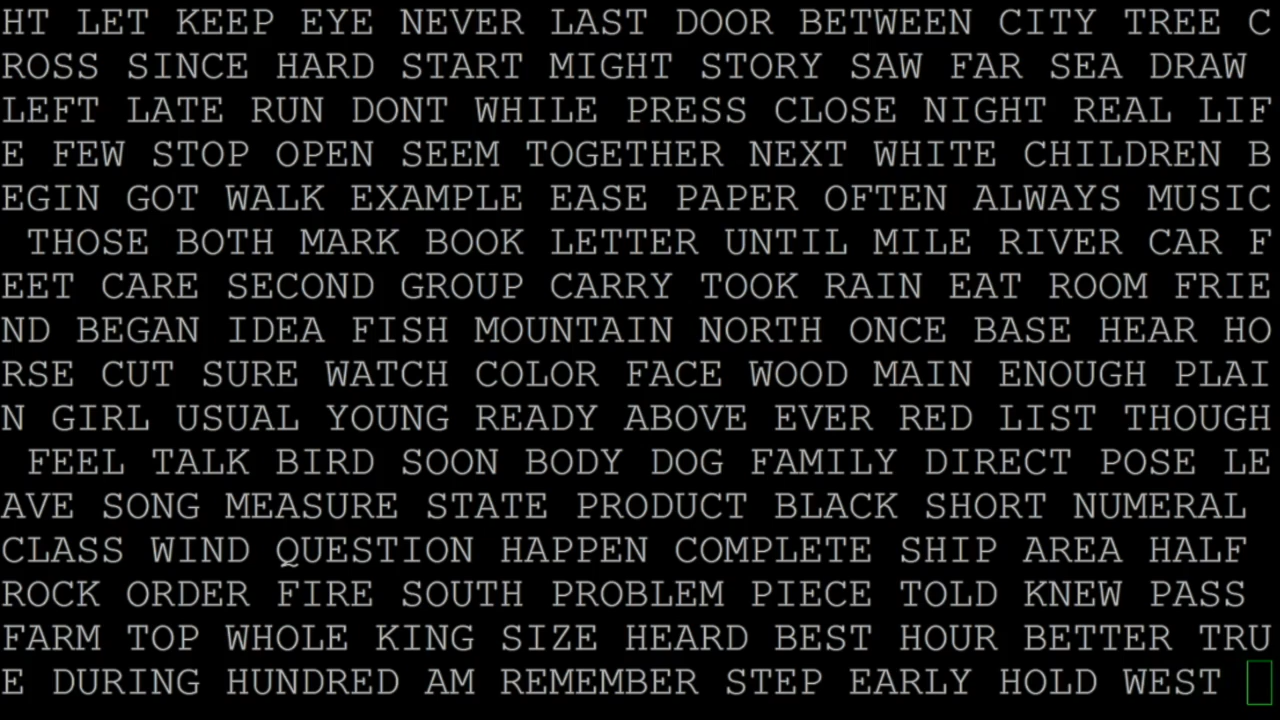 HT LET KEEP EYE NEVER LAST DOOR BETWEEN CITY TREE C
ROSS SINCE HARD START MIGHT STORY SAW FAR SEA DRAW
LEFT LATE RUN DONT WHILE PRESS CLOSE NIGHT REAL LIF
E FEW STOP OPEN SEEM TOGETHER NEXT WHITE CHILDREN B
EGIN GOT WALK EXAMPLE EASE PAPER OFTEN ALWAYS MUSIC
THOSE BOTH MARK BOOK LETTER UNTIL MILE RIVER CAR F
EET CARE SECOND GROUP CARRY TOOK RAIN EAT ROOM FRIE
ND BEGAN IDEA FISH MOUNTAIN NORTH ONCE BASE HEAR HO
RSE CUT SURE WATCH COLOR FACE WOOD MAIN ENOUGH PLAI
N GIRL USUAL YOUNG READY ABOVE EVER RED LIST THOUGH
FEEL TALK BIRD SOON BODY DOG FAMILY DIRECT POSE LE
AVE SONG MEASURE STATE PRODUCT BLACK SHORT NUMERAL
CLASS WIND QUESTION HAPPEN COMPLETE SHIP AREA HALF
ROCK ORDER FIRE SOUTH PROBLEM PIECE TOLD KNEW PASS
FARM TOP WHOLE KING SIZE HEARD BEST HOUR BETTER TRU
E DURING HUNDRED AM REMEMBER STEP EARLY HOLD WEST